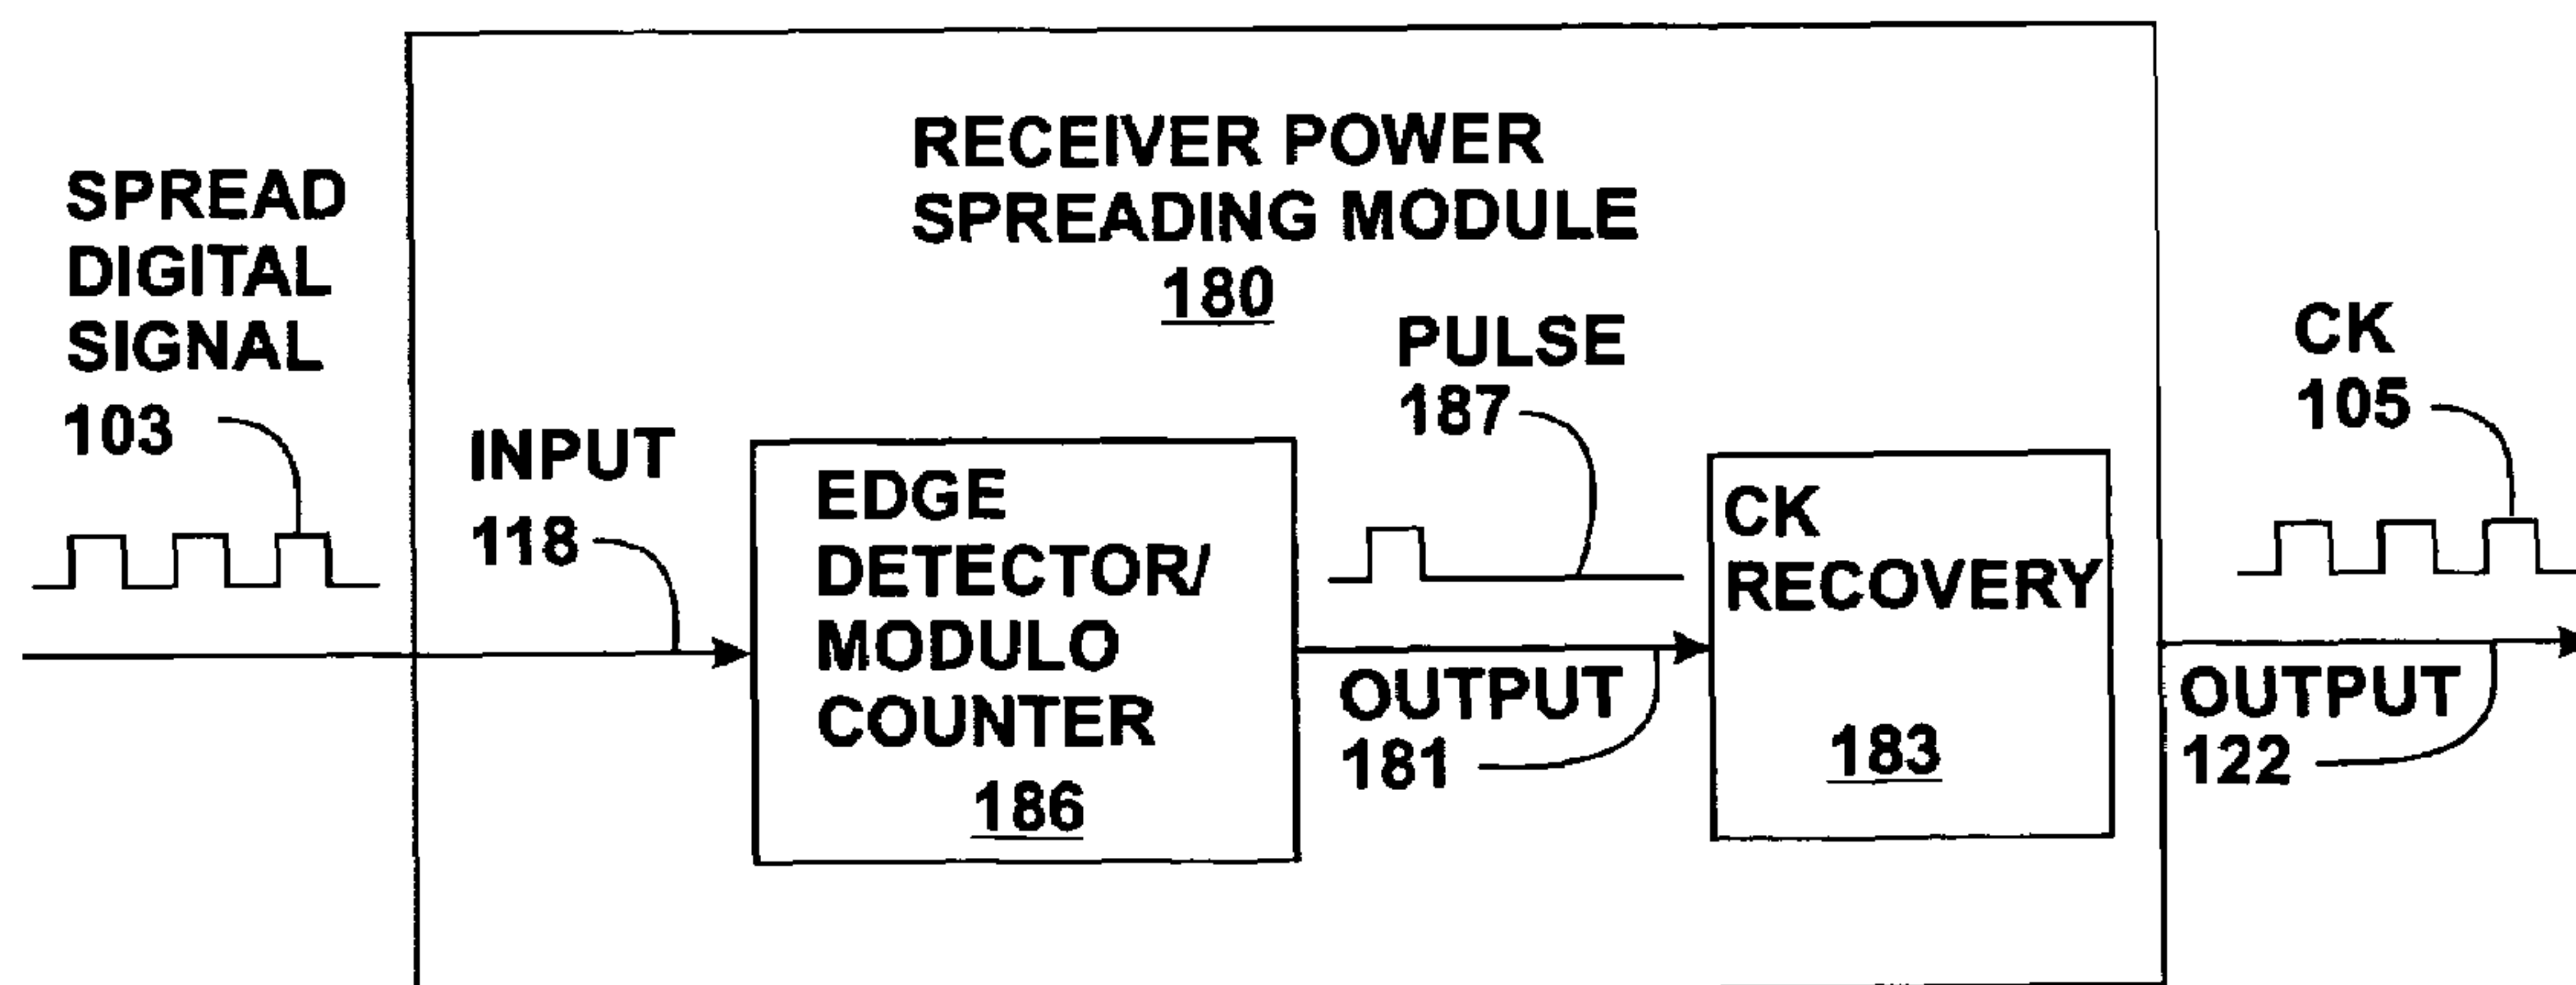 RECEIVER POWER
SPREADING MODULE
180
SPREAD
DIGITAL
SIGNAL
103
INPUT
118
EDGE
DETECTOR/
MODULO
COUNTER
186
PULSE
187
OUTPUT
181
CK
RECOVERY
183
CK
105
OUTPUT
122